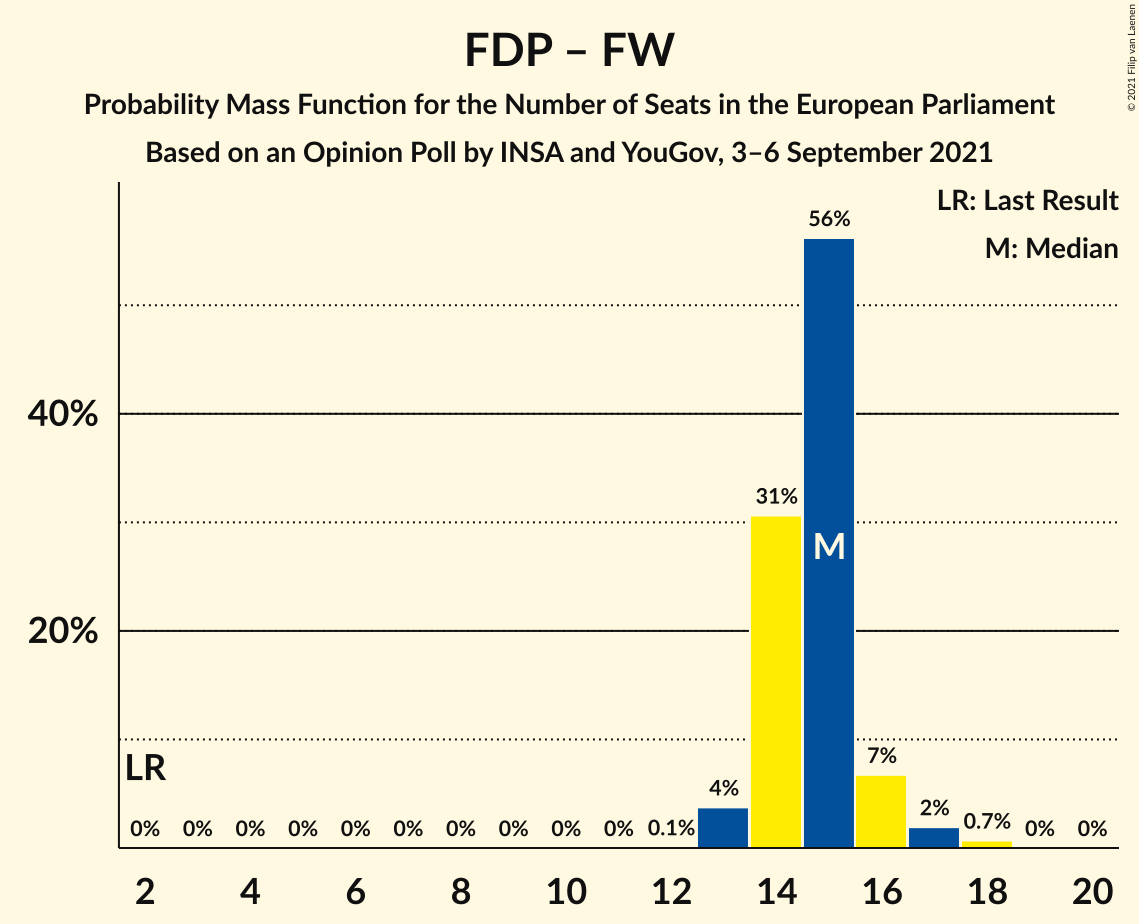 FDP – FW
Probability Mass Function for the Number of Seats in the European Parliament
Based on an Opinion Poll by INSA and YouGov, 3–6 September 2021
© 2021 Filip van Laenen
LR: Last Result
M: Median
56%
40%
31%
M
20%
LR
0% 0% 0% 0% 0% 0% 0% 0% 0% 0% 0.1% 4% 7% 2% 0.7% 0% 0%
2 4 6 8 10 12 14 16 18 20